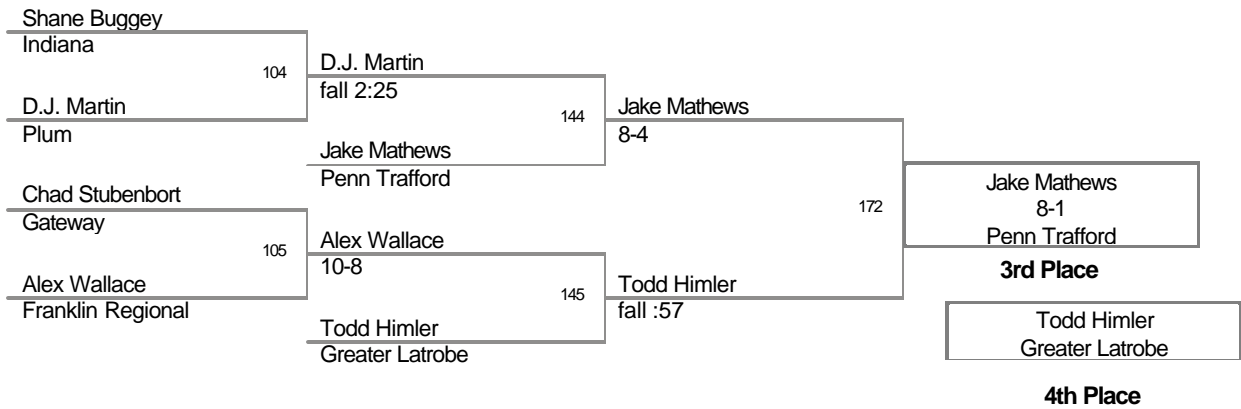 Shane Buggey
Indiana
104
D.J. Martin
fall 2:25
D.J. Martin
Plum
144
Jake Mathews
8-4
Jake Mathews
Penn Trafford
Chad Stubenbort
Gateway
172
Jake Mathews
8-1
Penn Trafford
3rd Place
105
Alex Wallace
10-8
Alex Wallace
Franklin Regional
145
Todd Himler
fall :57
Todd Himler
Greater Latrobe
Todd Himler
Greater Latrobe
4th Place